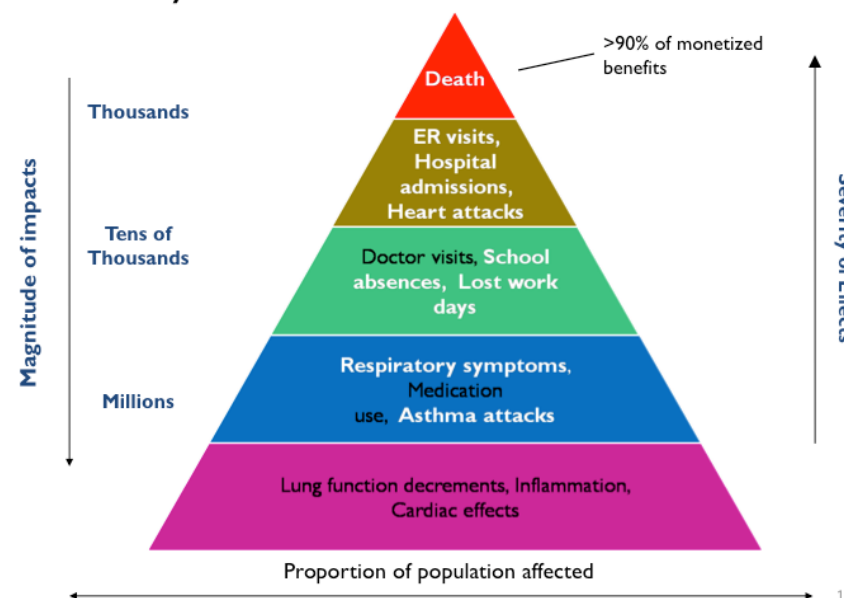 >90% of monetized
benefits
Death
Thousands
ER visits,
Hospital
admissions,
Heart attacks
Magnitude of impacts
Tens of
Thousands
Doctor visits, School
absences, Lost work
days
Respiratory symptoms,
Medication
use, Asthma attacks
Millions
Lung function decrements, Inflammation,
Cardiac effects
Proportion of population affected
1